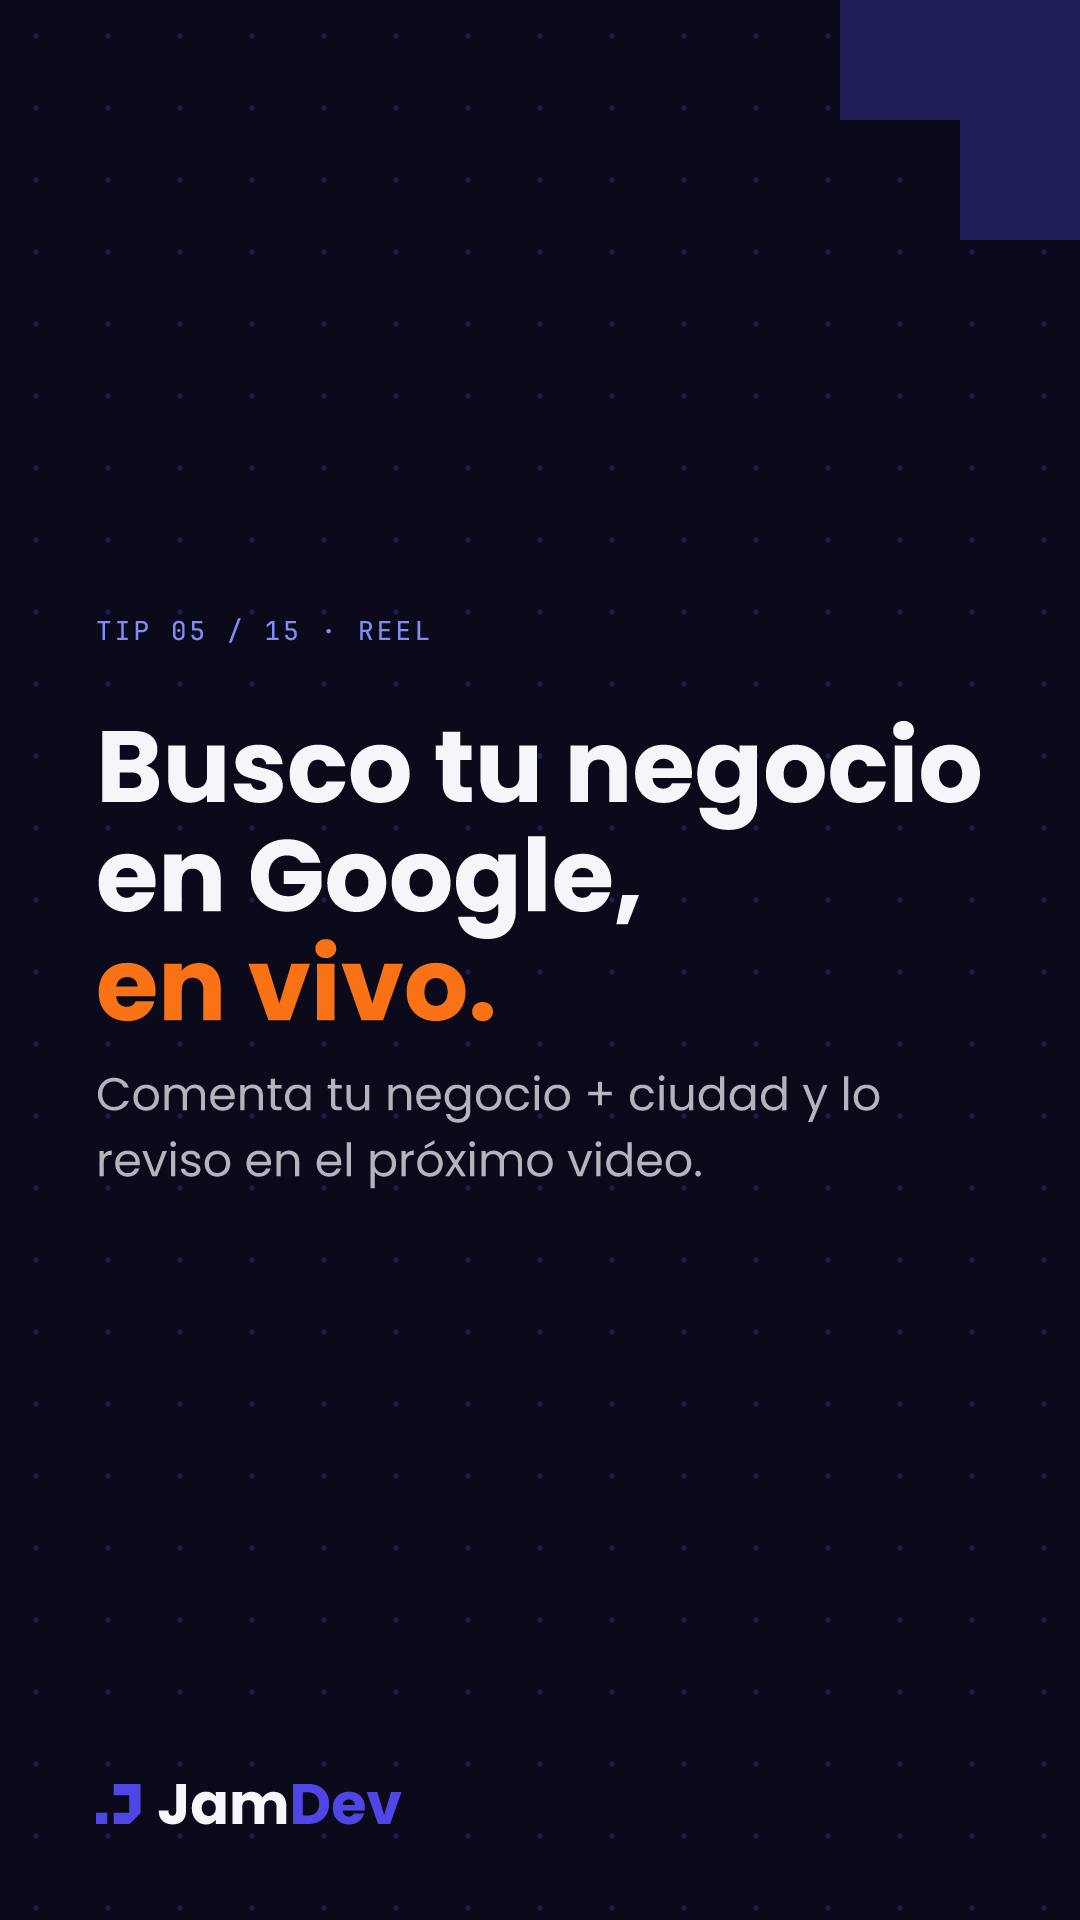 TIP 05 / 15 · REEL
Busco tu negocio
en Google,
en vivo.
Comenta tu negocio + ciudad y lo
reviso en el próximo video.
JamDev